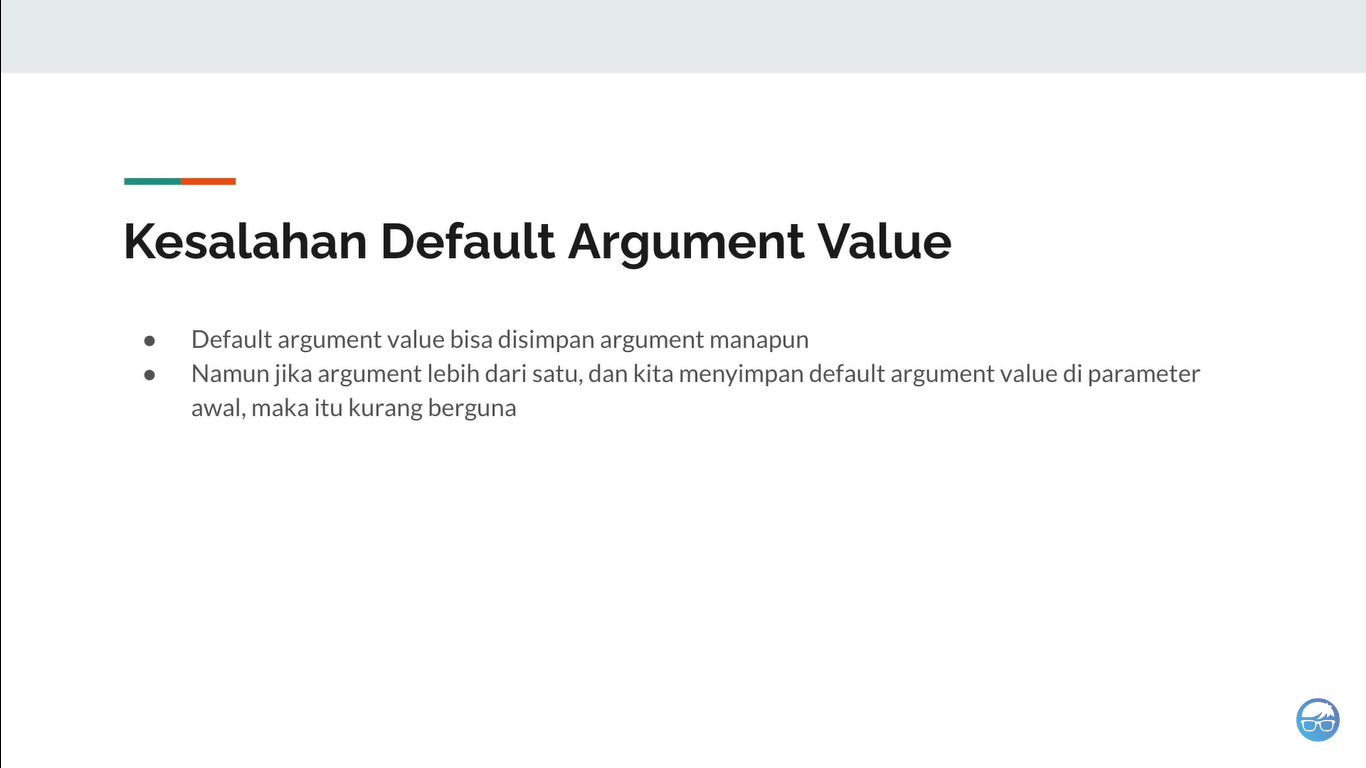 Kesalahan Default Argument Value
● Default argument value bisa disimpan argument manapun
● Namun jika argument lebih dari satu, dan kita menyimpan default argument value di parameter
awal, maka itu kurang berguna